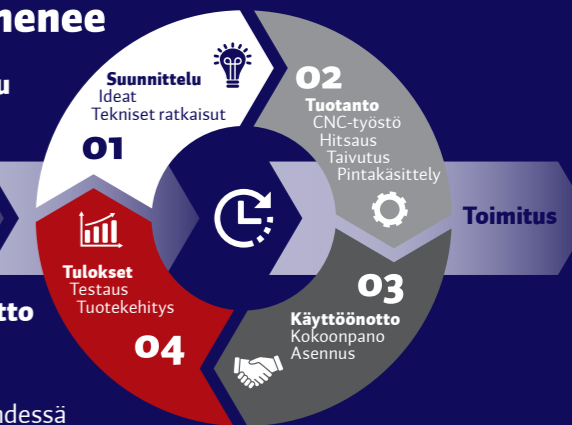 Suunnittelu
Ideat
Tekniset ratkaisut
01
02
Tuotanto
CNC-työstö
Hitsaus
Taivutus
Pintakäsittely
Toimitus
03
Käyttöönotto
Kokoonpano
Asennus
Tulokset
Testaus
Tuotekehitys
04